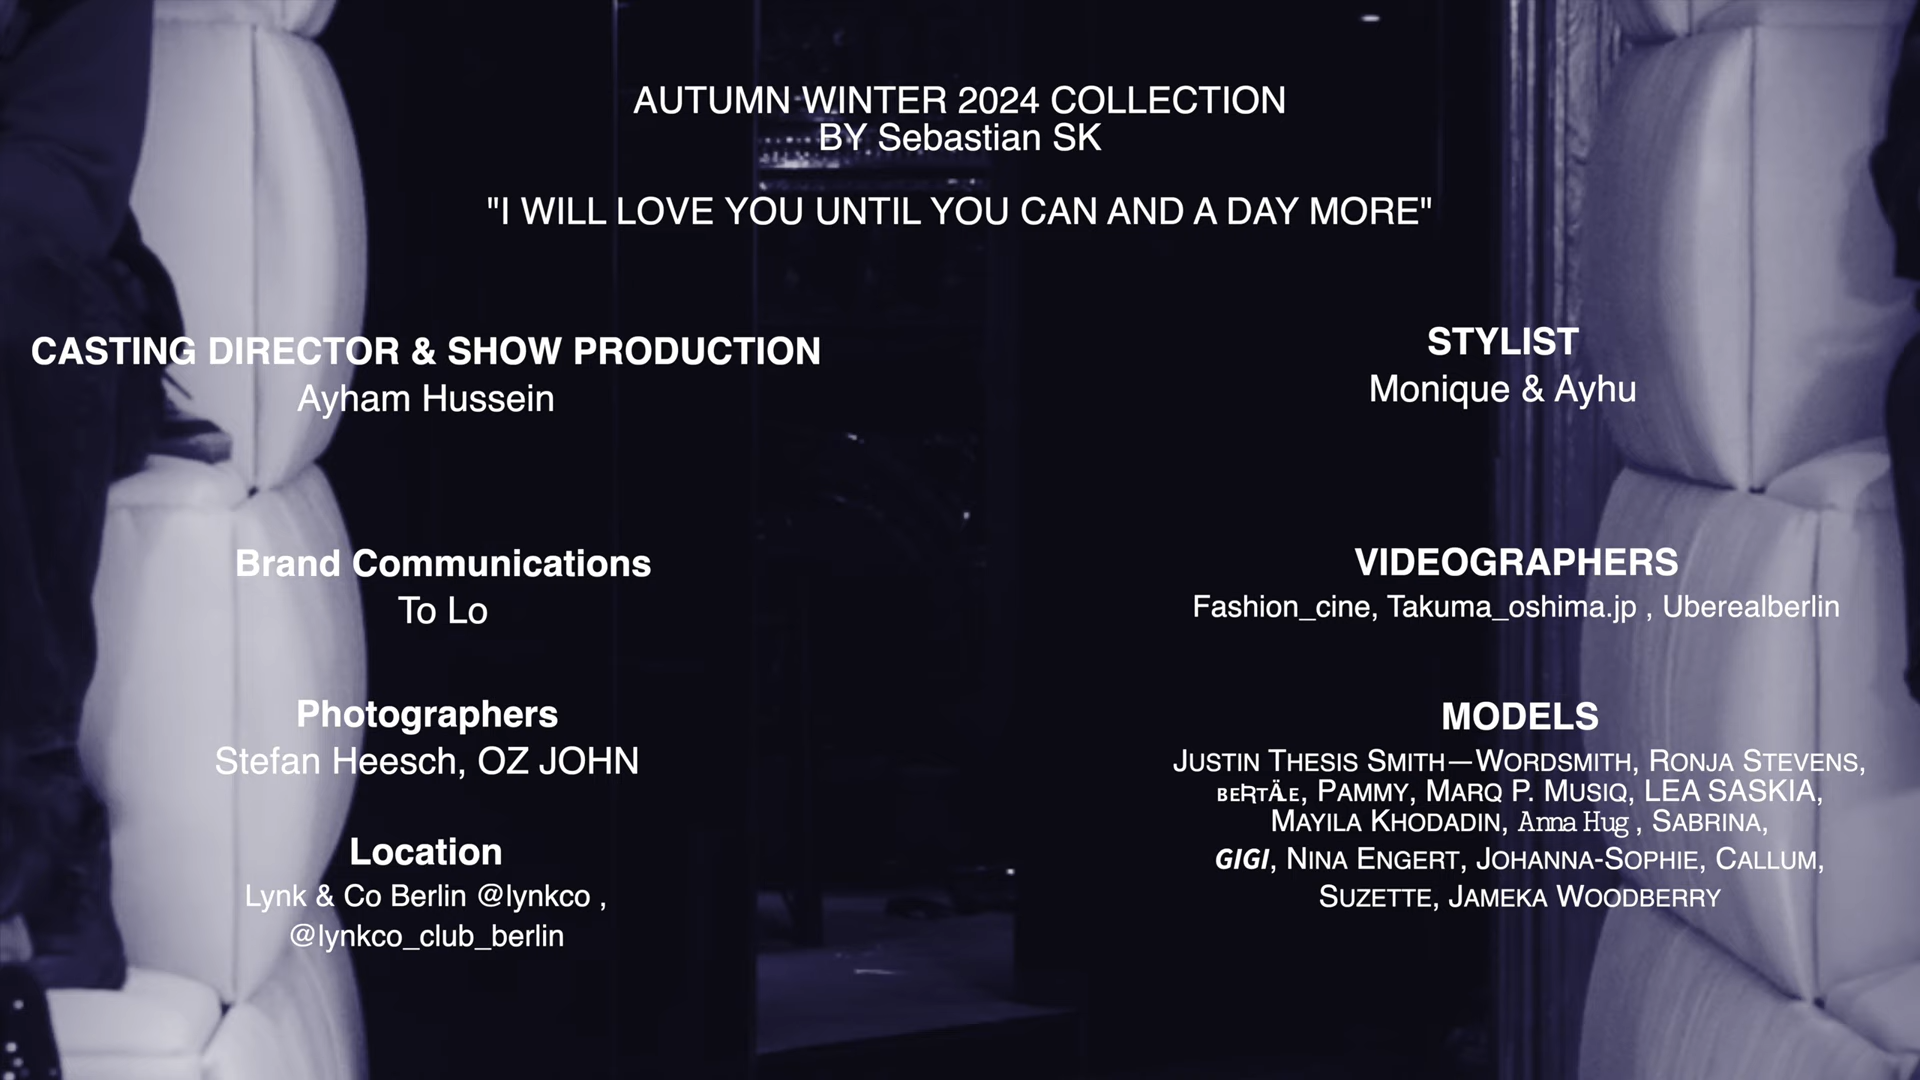 AUTUMN WINTER 2024 COLLECTION
BY Sebastian SK
"I WILL LOVE YOU UNTIL YOU CAN AND A DAY MORE"
CASTING DIRECTOR & SHOW PRODUCTION
Ayham Hussein
STYLIST
Monique & Ayhu
Brand Communications
To Lo
VIDEOGRAPHERS
Fashion_cine, Takuma_oshima.jp , Uberealberlin
Photographers
Stefan Heesch, OZ JOHN
Location
Lynk & Co Berlin @lynkco ,
@lynkco_club_berlin
MODELS
Justin Thesis Smith—Wordsmith, Ronja Stevens,
ʙᴇRᴛÄʟᴇ, Pammy, Marq P. Musiq, LEA SASKIA,
Mayila Khodadin, Anna Hug , Sabrina,
GIGI, Nina Engert, Johanna-Sophie, Callum,
Suzette, Jameka Woodberry